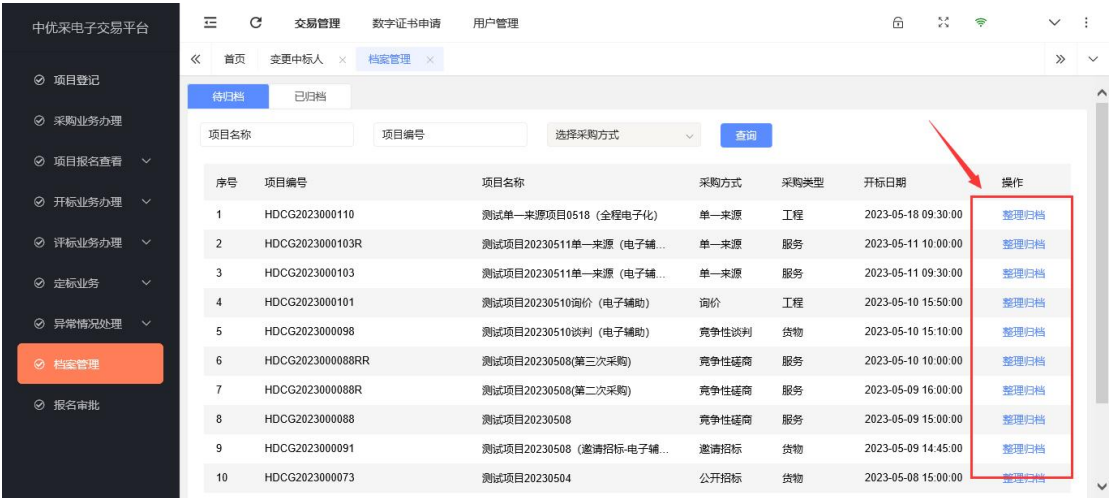 中优采电子交易平台
交易管理 数字证书申请 用户管理
首页 变更中标人 × 档案管理 ×
项目登记
采购业务办理
项目报名查看
开标业务办理
评标业务办理
定标业务
异常情况处理
档案管理
报名审批
待归档 已归档
项目名称 项目编号 选择采购方式 查询
序号 项目编号 项目名称 采购方式 采购类型 开标日期 操作
1 HDCG2023000110 测试单一来源项目0518（全程电子化） 单一来源 工程 2023-05-18 09:30:00 整理归档
2 HDCG2023000103R 测试项目20230511单一来源（电子辅... 单一来源 服务 2023-05-11 10:00:00 整理归档
3 HDCG2023000103 测试项目20230511单一来源（电子辅... 单一来源 服务 2023-05-11 09:30:00 整理归档
4 HDCG2023000101 测试项目20230510询价（电子辅助） 询价 工程 2023-05-10 15:50:00 整理归档
5 HDCG2023000098 测试项目20230510谈判（电子辅助） 竞争性谈判 货物 2023-05-10 15:10:00 整理归档
6 HDCG2023000088RR 测试项目20230508(第三次采购) 竞争性磋商 服务 2023-05-10 10:00:00 整理归档
7 HDCG2023000088R 测试项目20230508(第二次采购) 竞争性磋商 服务 2023-05-09 16:00:00 整理归档
8 HDCG2023000088 测试项目20230508 竞争性磋商 服务 2023-05-09 15:00:00 整理归档
9 HDCG2023000091 测试项目20230508（邀请招标-电子辅... 邀请招标 货物 2023-05-09 14:45:00 整理归档
10 HDCG2023000073 测试项目20230504 公开招标 货物 2023-05-08 15:00:00 整理归档